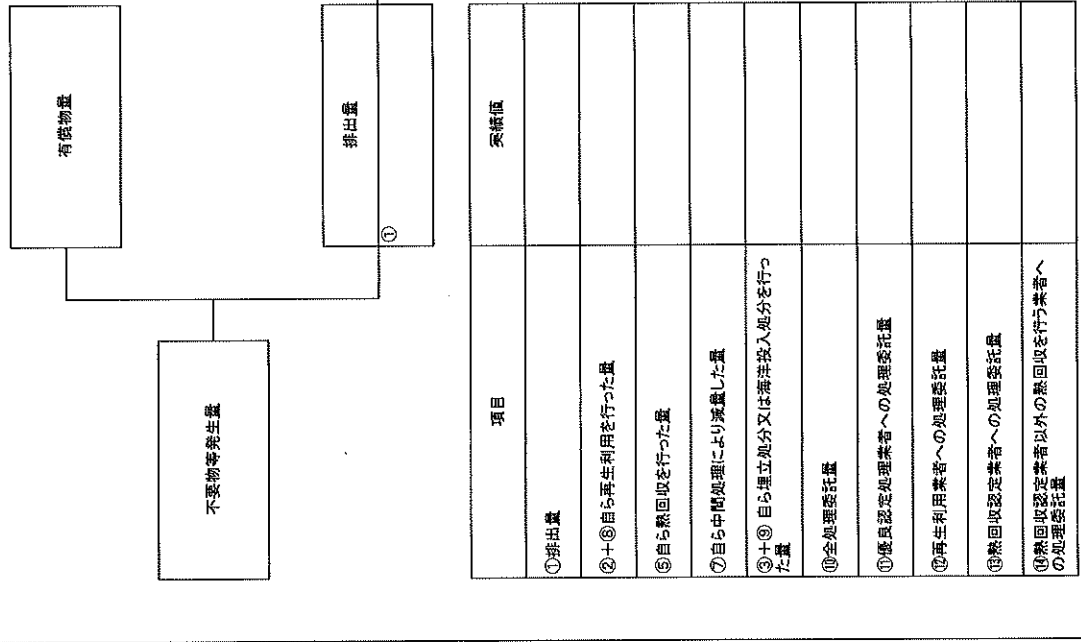 有償物量
不要物等発生量
排出量
①
項目
実績値
①排出量
②+⑧自ら再生利用を行った量
⑤自ら熱回収を行った量
⑦自ら中間処理により減量した量
③+⑨ 自ら埋立処分又は海洋投入処分を行っ
た量
⑩全処理委託量
⑪優良認定処理業者への処理委託量
⑫再生利用業者への処理委託量
⑬熱回収認定業者への処理委託量
⑭熱回収認定業者以外の熱回収を行う業者へ
の処理委託量